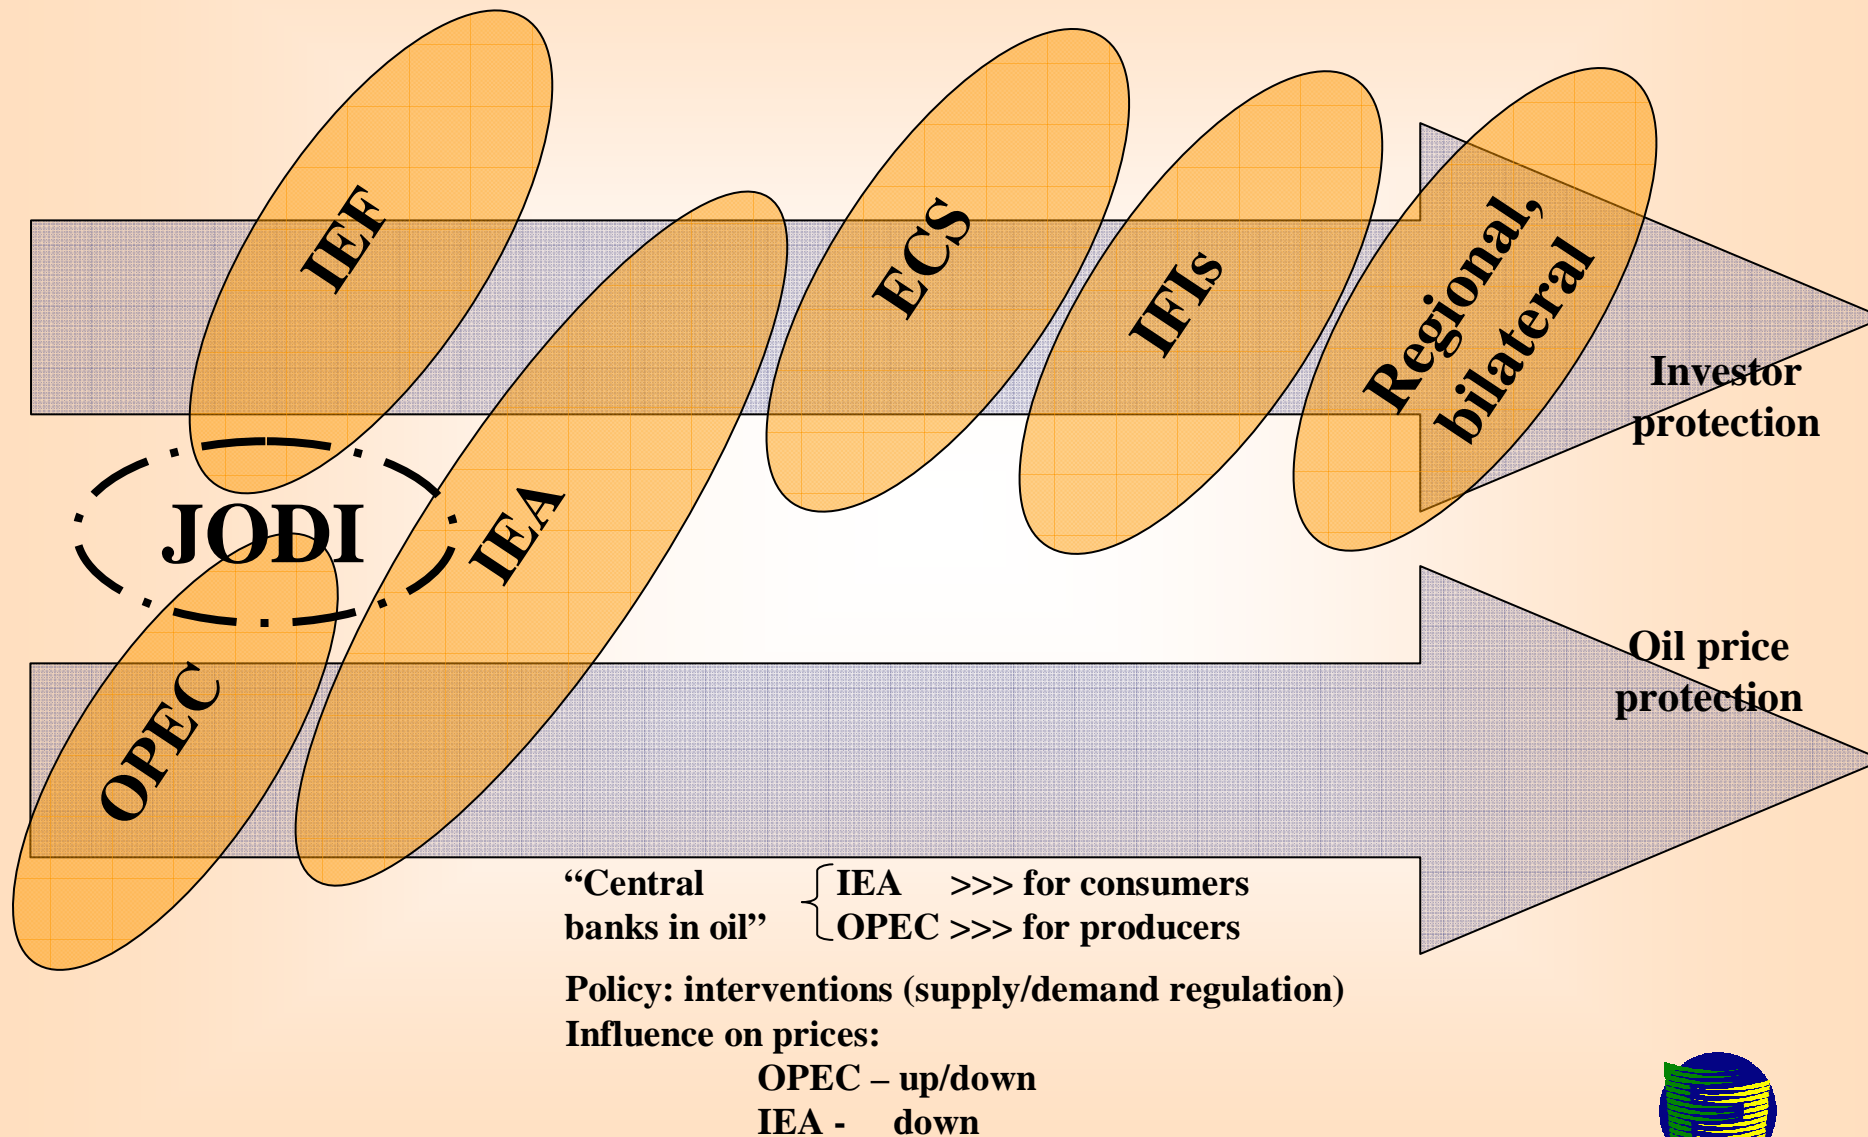 IEF
ECS
IFIs
Regional,
bilateral
Investor
protection
JODI
IEA
OPEC
Oil price
protection
“Central
banks in oil”
IEA >>> for consumers
OPEC >>> for producers
Policy: interventions (supply/demand regulation)
Influence on prices:
OPEC – up/down
IEA - down